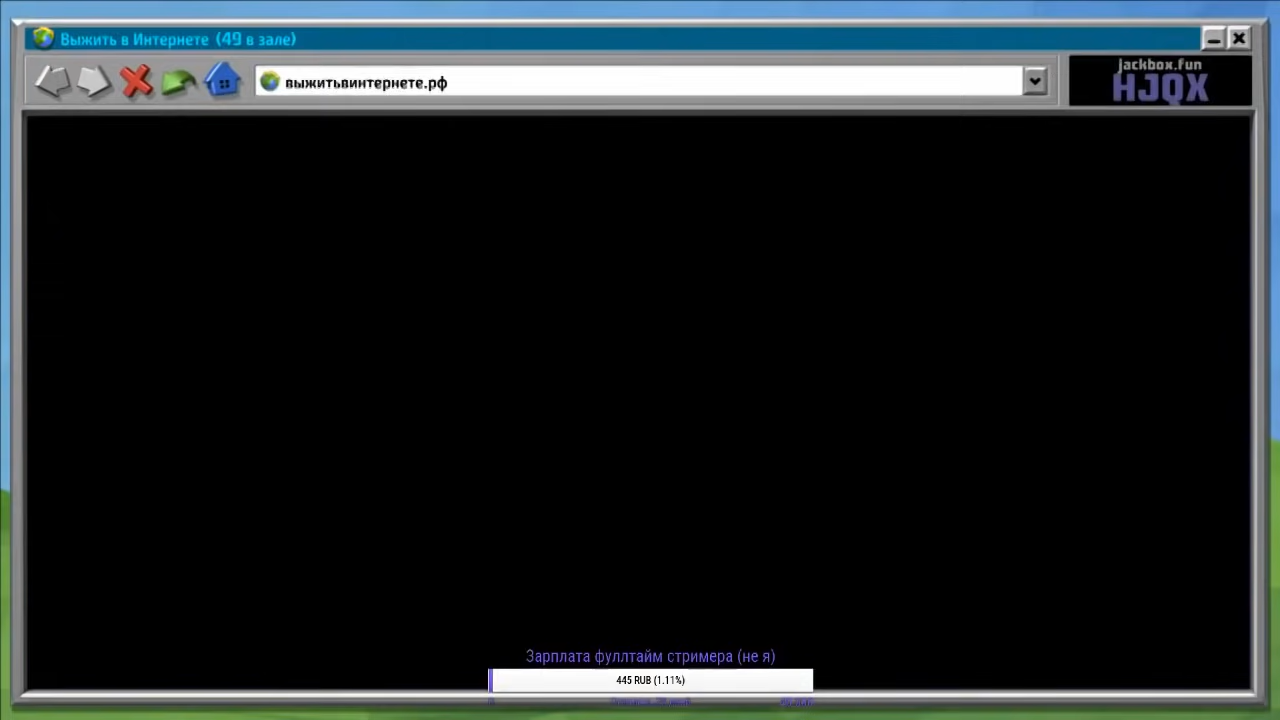 Выжить в Интернете (49 в зале)
выжитьвинтернете.рф
jackbox.fun
HJQX
Зарплата фуллтайм стримера (не я)
445 RUB (1.11%)